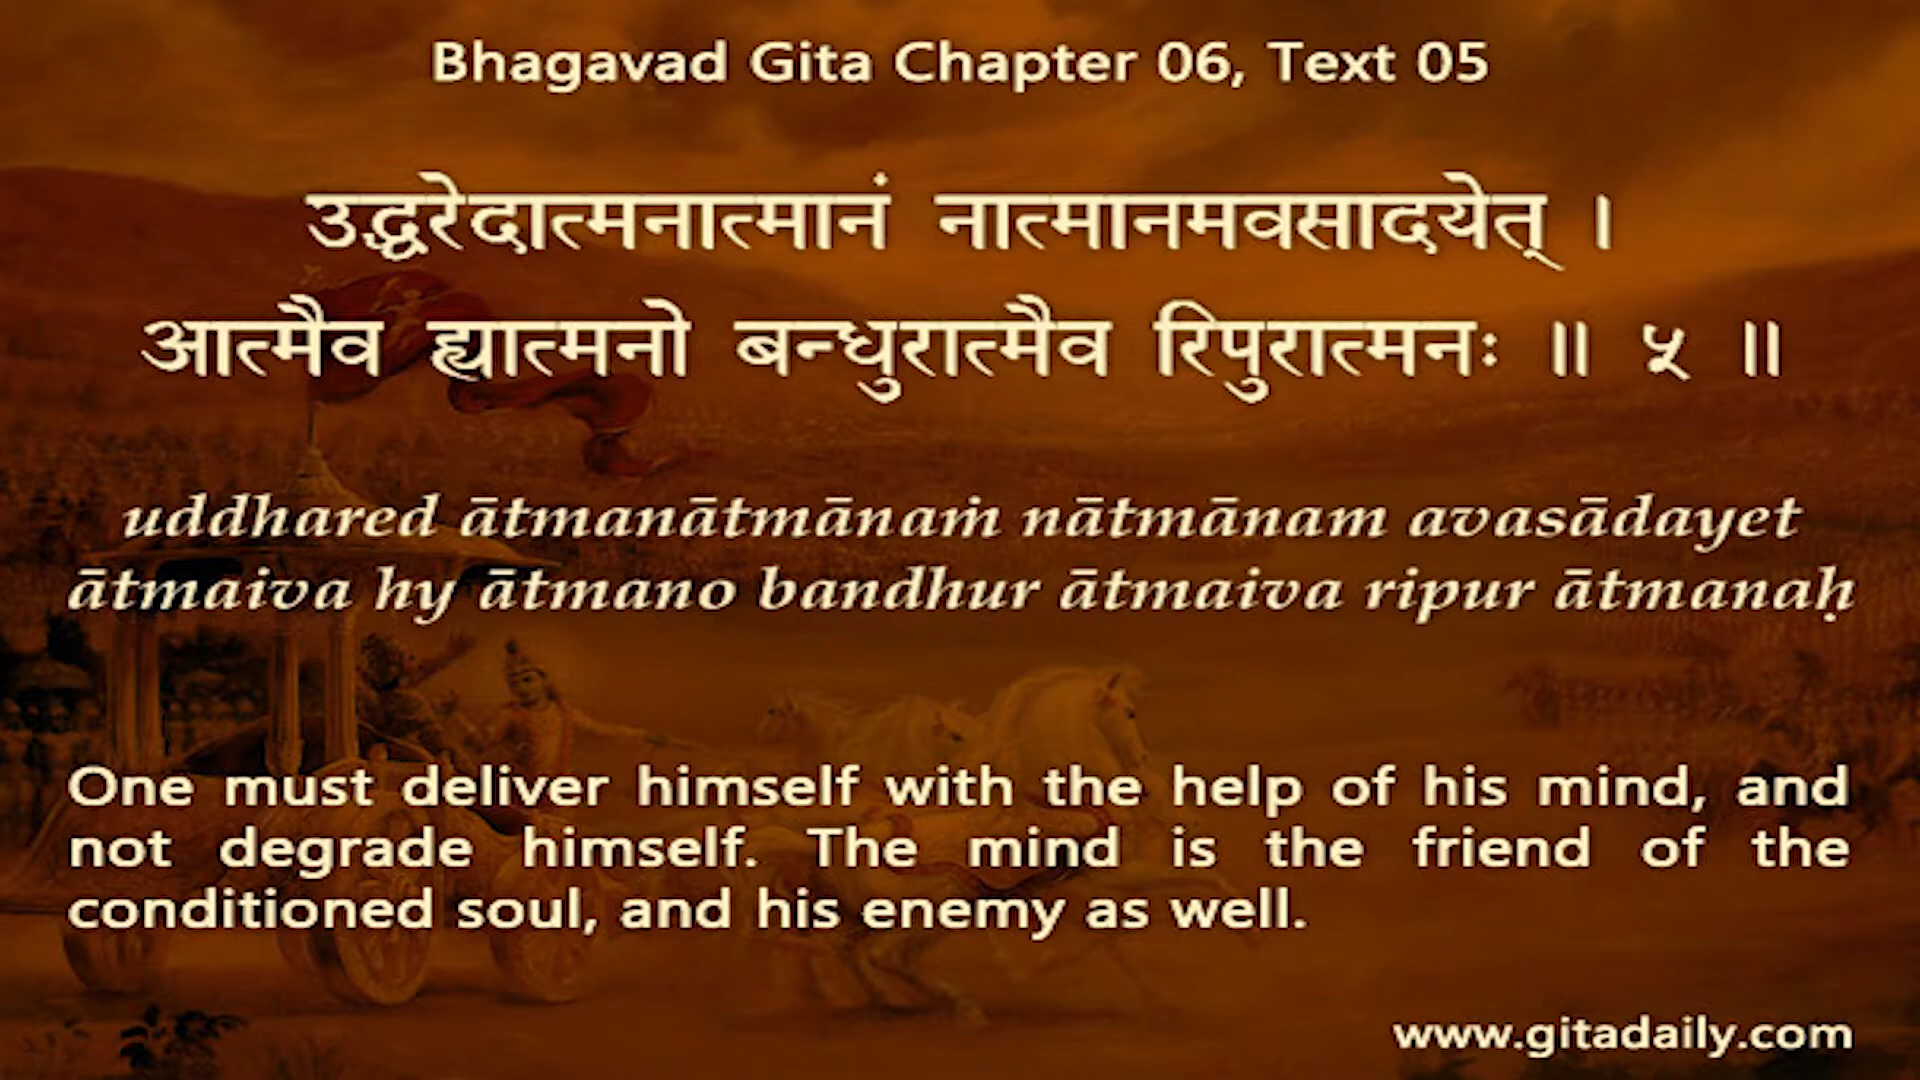 Bhagavad Gita Chapter 06, Text 05
उद्धरेदात्मनात्मानं नात्मानमवसादयेत् ।
आत्मैव ह्यात्मनो बन्धुरात्मैव रिपुरात्मनः ॥ ५ ॥
uddhared ātmanātmānaṁ nātmānam avasādayet
ātmaiva hy ātmano bandhur ātmaiva ripur ātmanaḥ
One must deliver himself with the help of his mind, and
not degrade himself. The mind is the friend of the
conditioned soul, and his enemy as well.
www.gitadaily.com